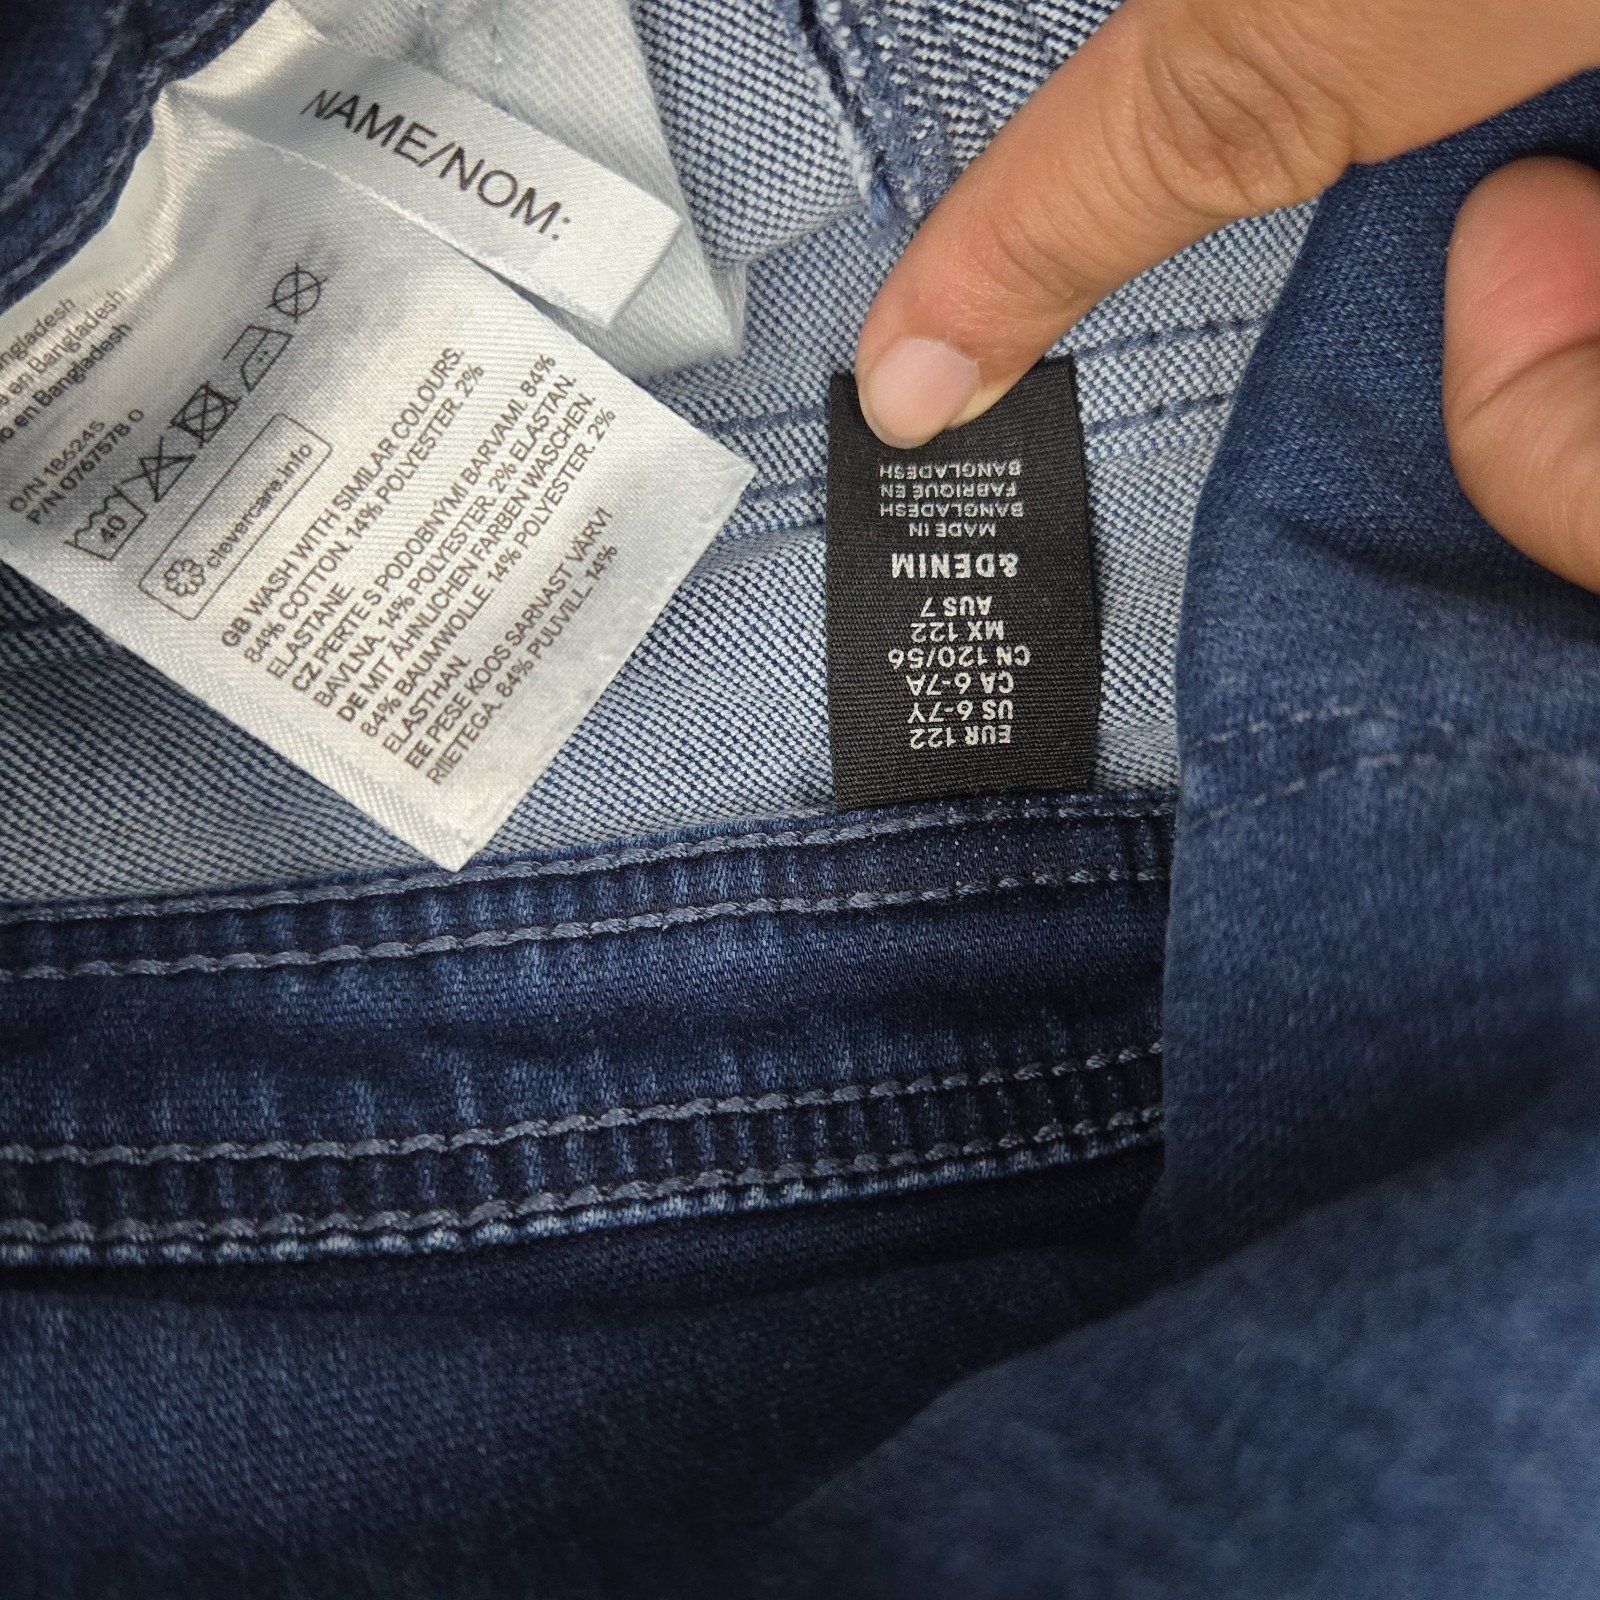 NAME/NOM:
Bangladesh
en Bangladesh
en Bangladesh
O/N 186245
P/N 0767578 0
40
clevercare.info
GB WASH WITH SIMILAR COLOURS.
84% COTTON. 14% POLYESTER. 2%
ELASTANE
CZ PERTE S PODOBNÝMI BARVAMI. 84%
BAVLNA. 14% POLYESTER. 2% ELASTAN.
DE MIT ÄHNLICHEN FARBEN WASCHEN.
84% BAUMWOLLE. 14% POLYESTER. 2%
ELASTHAN.
EE PESE KOOS SARNAST VÄRVI
RIIETEGA. 84% PUUVILL. 14%
EUR 122
US 6-7Y
CA 6-7A
CN 120/56
MX 122
AUS 7
&DENIM
MADE IN
BANGLADESH
FABRIQUÉ EN
BANGLADESH